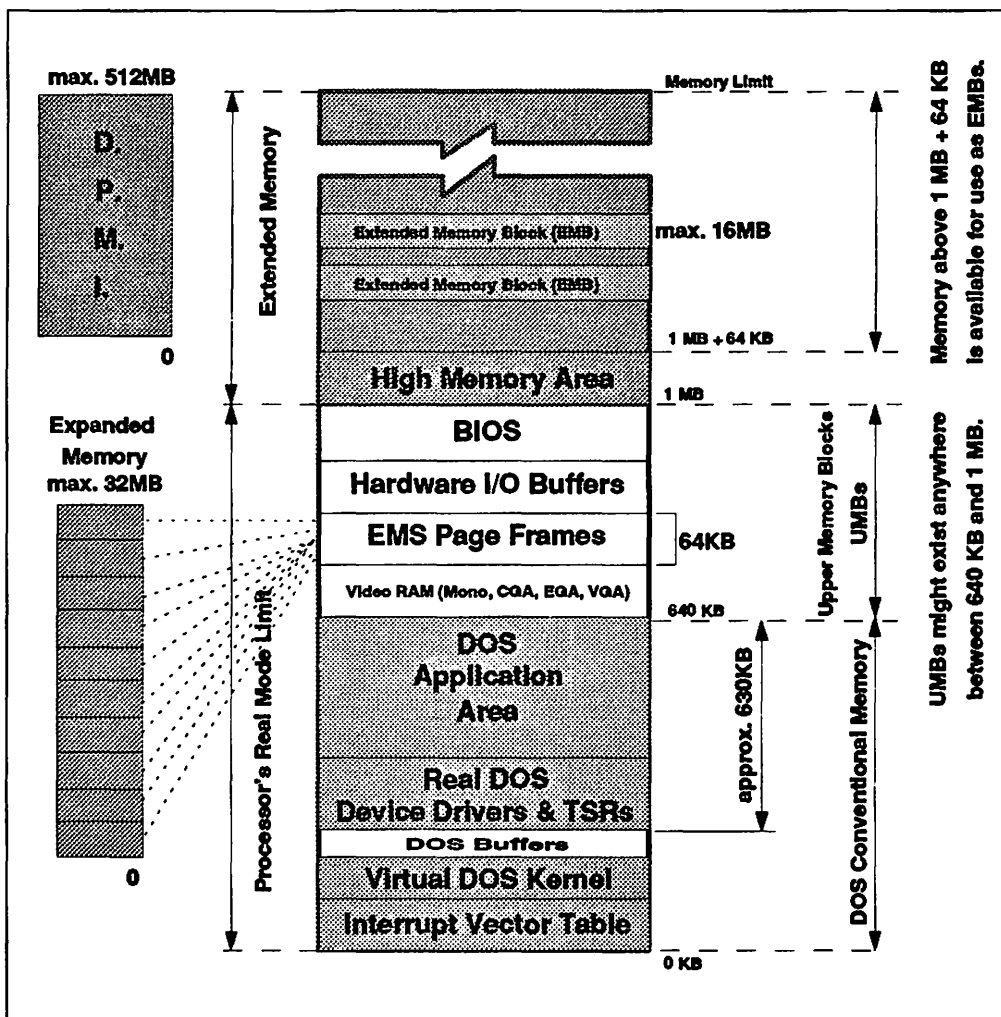 max. 512MB
D.
P.
M.
I.
0
Expanded
Memory
max. 32MB
0
Extended Memory
Processor's Real Mode Limit
Extended Memory Block (EMB)
Extended Memory Block (EMB)
High Memory Area
BIOS
Hardware I/O Buffers
EMS Page Frames
Video RAM (Mono, CGA, EGA, VGA)
DOS
Application
Area
Real DOS
Device Drivers & TSRs
DOS Buffers
Virtual DOS Kernel
Interrupt Vector Table
Memory Limit
max. 16MB
1 MB + 64 KB
1 MB
64KB
640 KB
0 KB
approx. 630KB
Upper Memory Blocks
UMBs
DOS Conventional Memory
Memory above 1 MB + 64 KB
is available for use as EMBs.
UMBs might exist anywhere
between 640 KB and 1 MB.